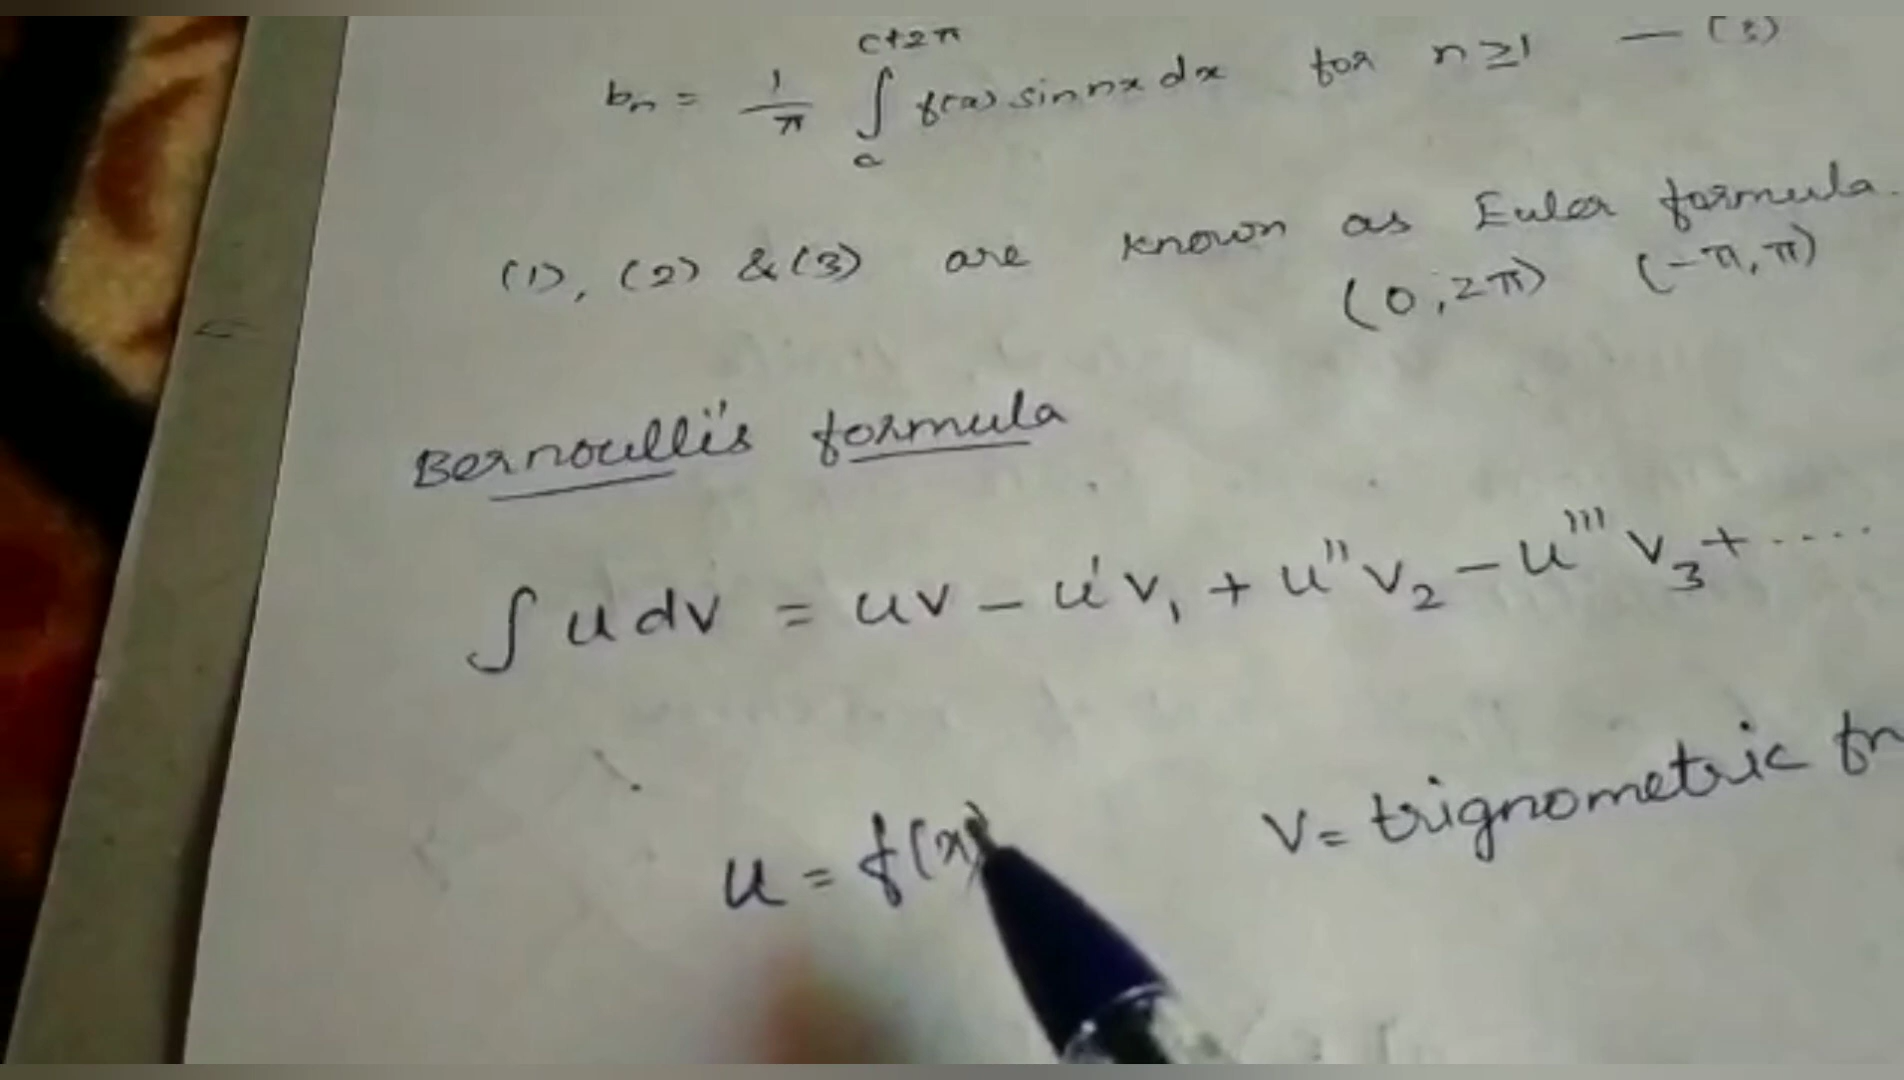 bn = 1/π ∫ c+2π c f(x) sin nx dx for n ≥ 1 — (3)
(1), (2) & (3) are known as Euler formula.
(0, 2π) (-π, π)
Bernoulli's formula
∫ u dv = uv - u'v₁ + u''v₂ - u'''v₃ + .....
u = f(x) v = trignometric fn